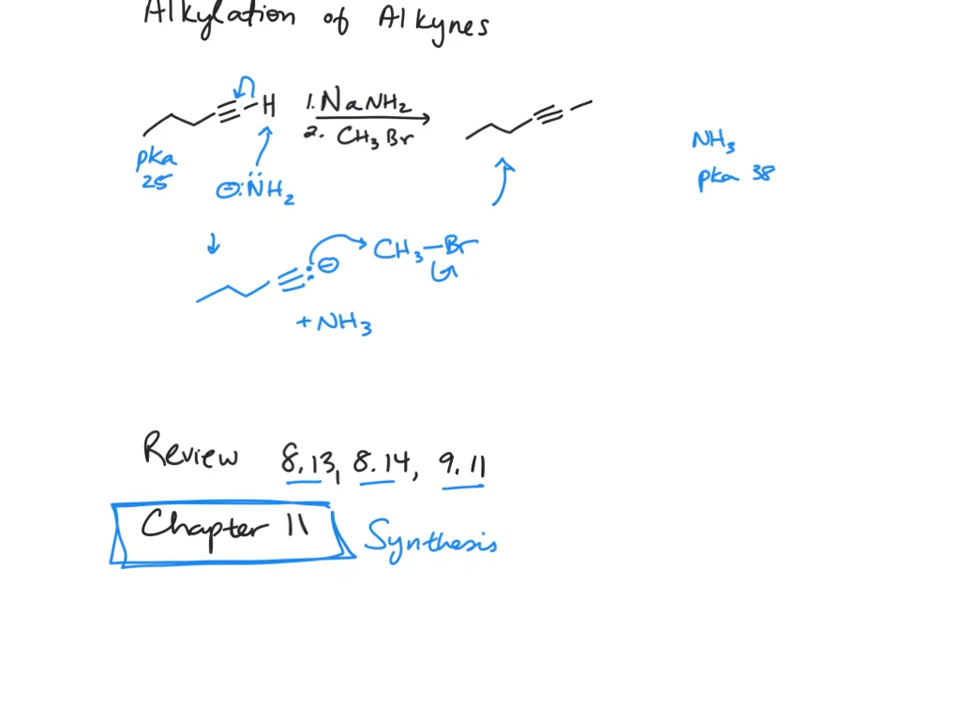 Alkylation of Alkynes
H
1. NaNH2
2. CH3Br
pka
25
⊖:N̈H2
NH3
pka 38
:⊖
CH3—Br
+ NH3
Review 8.13, 8.14, 9.11
Chapter 11 Synthesis